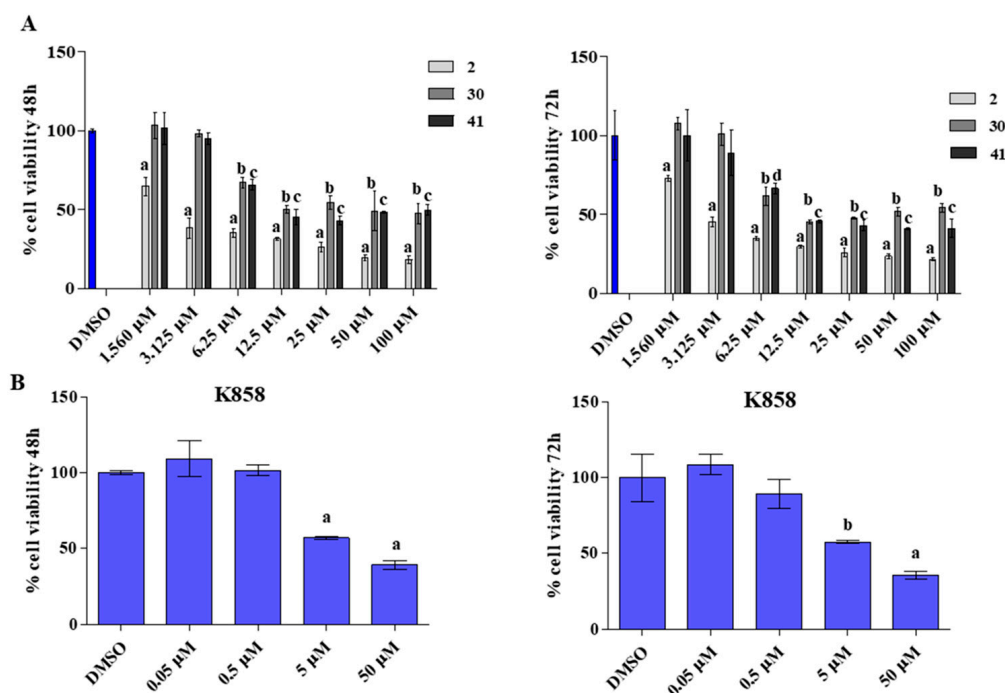 A
% cell viability 48h
150
100
50
0
2
30
41
a
a
a
b
c
a
b
c
a
b
c
a
b
c
a
b
c
DMSO
1.560 µM
3.125 µM
6.25 µM
12.5 µM
25 µM
50 µM
100 µM
% cell viability 72h
150
100
50
0
2
30
41
a
a
a
b
d
a
b
c
a
b
c
a
b
c
a
b
c
DMSO
1.560 µM
3.125 µM
6.25 µM
12.5 µM
25 µM
50 µM
100 µM
B
K858
% cell viability 48h
150
100
50
0
a
a
DMSO
0.05 µM
0.5 µM
5 µM
50 µM
K858
% cell viability 72h
150
100
50
0
b
a
DMSO
0.05 µM
0.5 µM
5 µM
50 µM